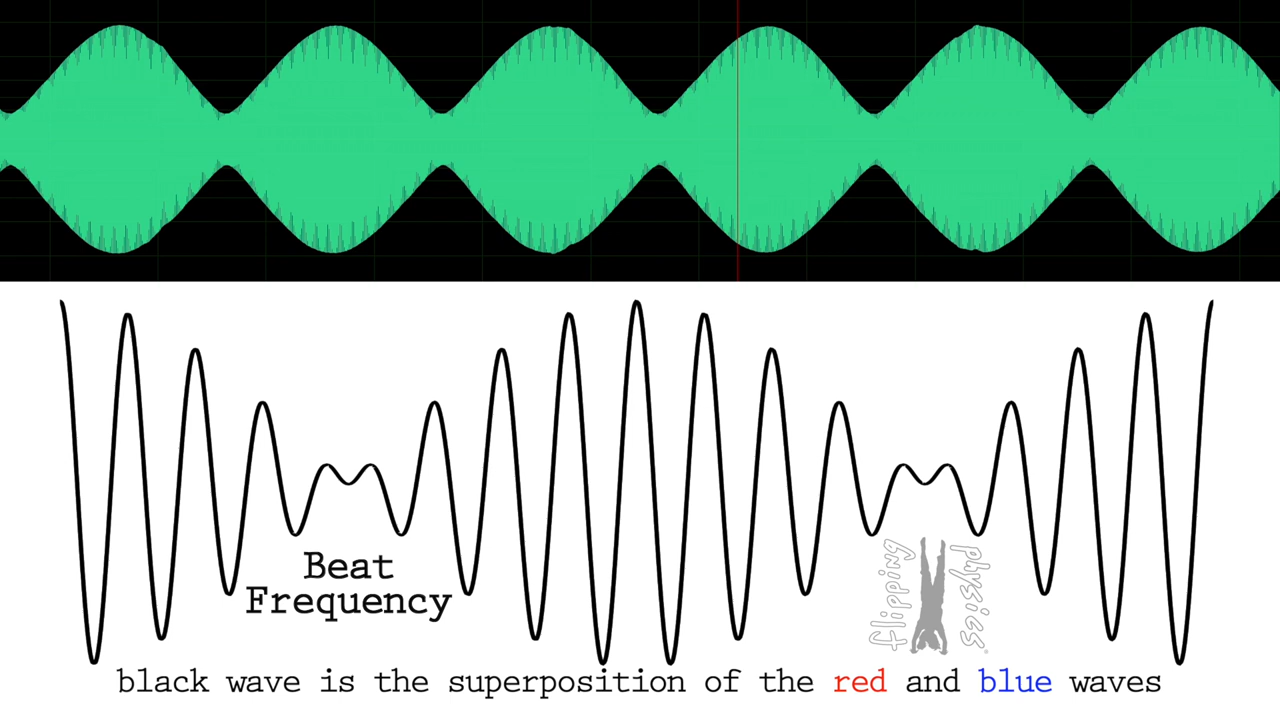 Beat
Frequency
flipping
physics
black wave is the superposition of the red and blue waves